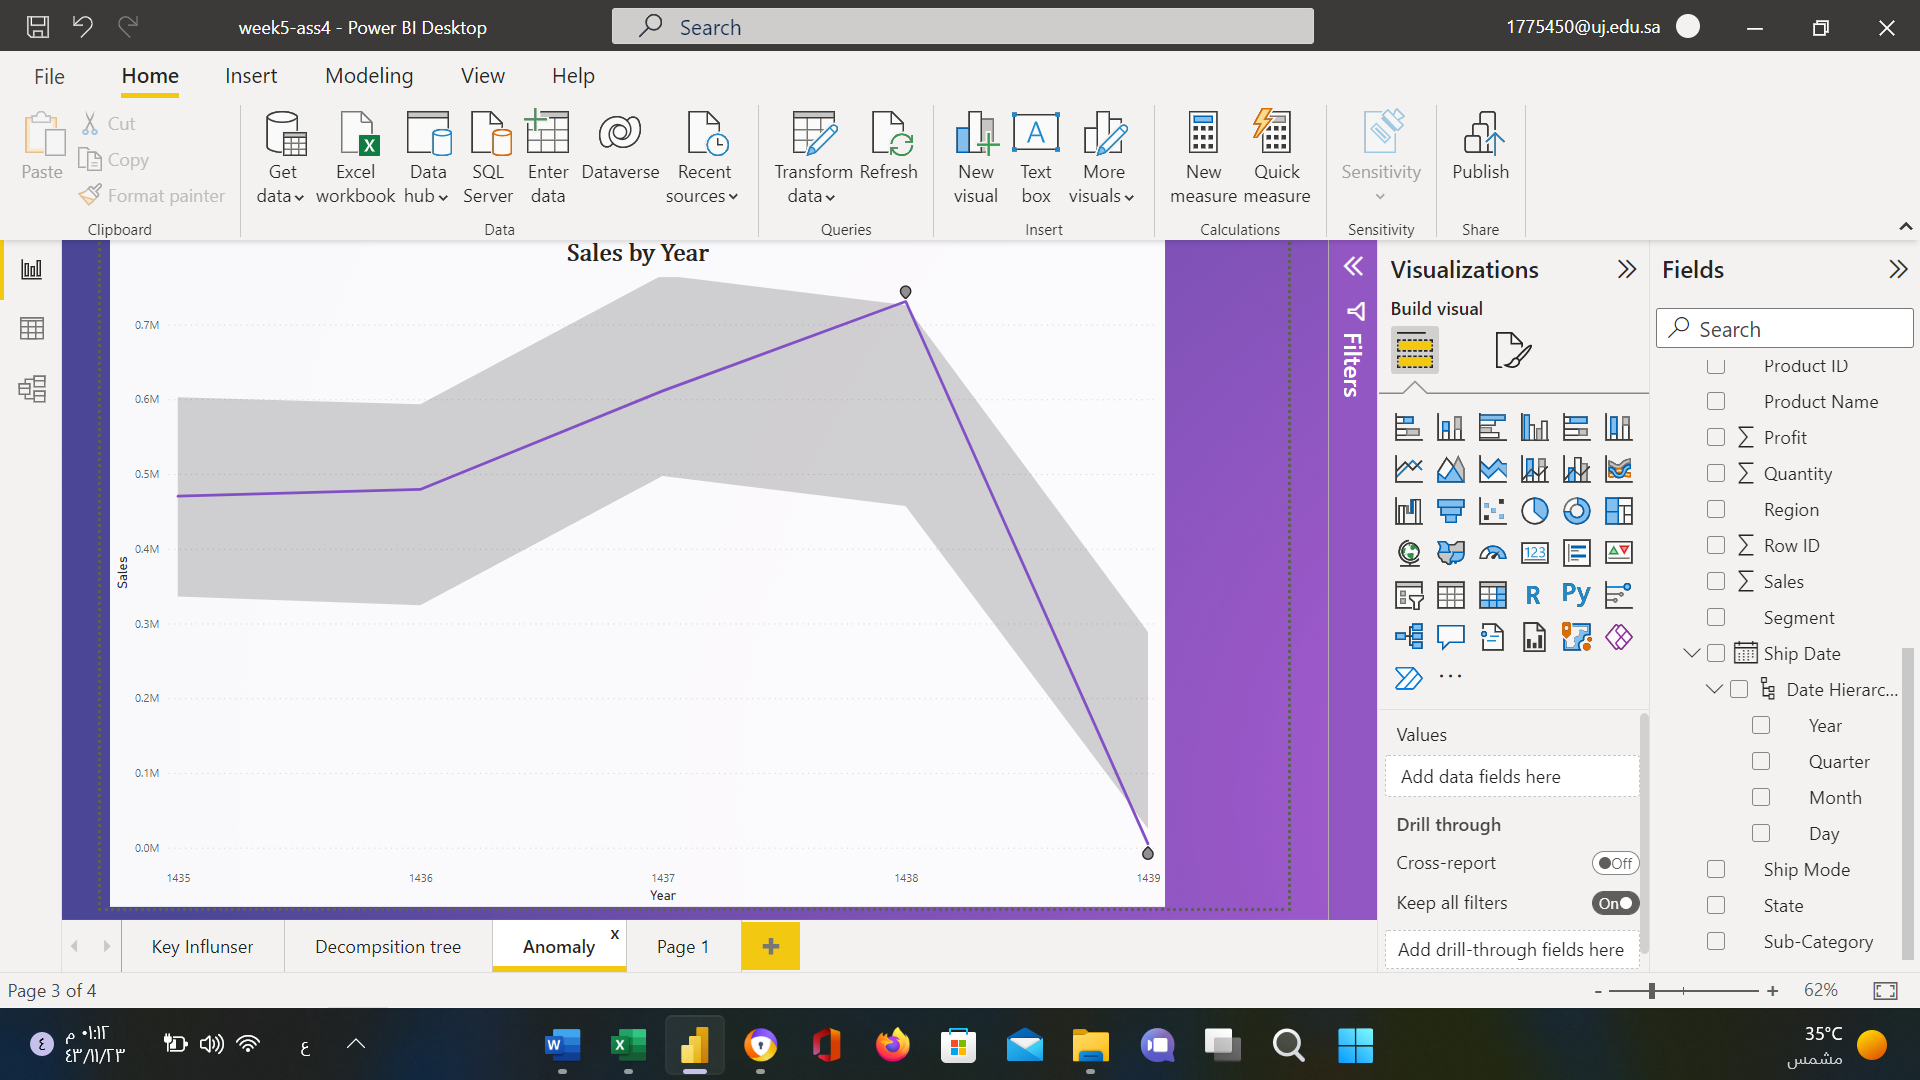 week5-ass4 - Power BI Desktop
Search
1775450@uj.edu.sa
File
Home
Insert
Modeling
View
Help
Paste
Cut
Copy
Format painter
Clipboard
Get data
Excel workbook
Data hub
SQL Server
Enter data
Dataverse
Recent sources
Data
Transform data
Refresh
Queries
New visual
Text box
More visuals
Insert
New measure
Quick measure
Calculations
Sensitivity
Sensitivity
Publish
Share
Sales by Year
0.7M
0.6M
0.5M
0.4M
0.3M
0.2M
0.1M
0.0M
Sales
1435
1436
1437
1438
1439
Year
Filters
Visualizations
Build visual
123
R
Py
Values
Add data fields here
Drill through
Cross-report
Off
Keep all filters
On
Add drill-through fields here
Fields
Search
Product ID
Product Name
Profit
Quantity
Region
Row ID
Sales
Segment
Ship Date
Date Hierarc...
Year
Quarter
Month
Day
Ship Mode
State
Sub-Category
Key Influnser
Decompsition tree
Anomaly
x
Page 1
Page 3 of 4
-
+
62%
٤
٠١:١٢ م
٤٣/١١/٢٣
ع
35°C
مشمس